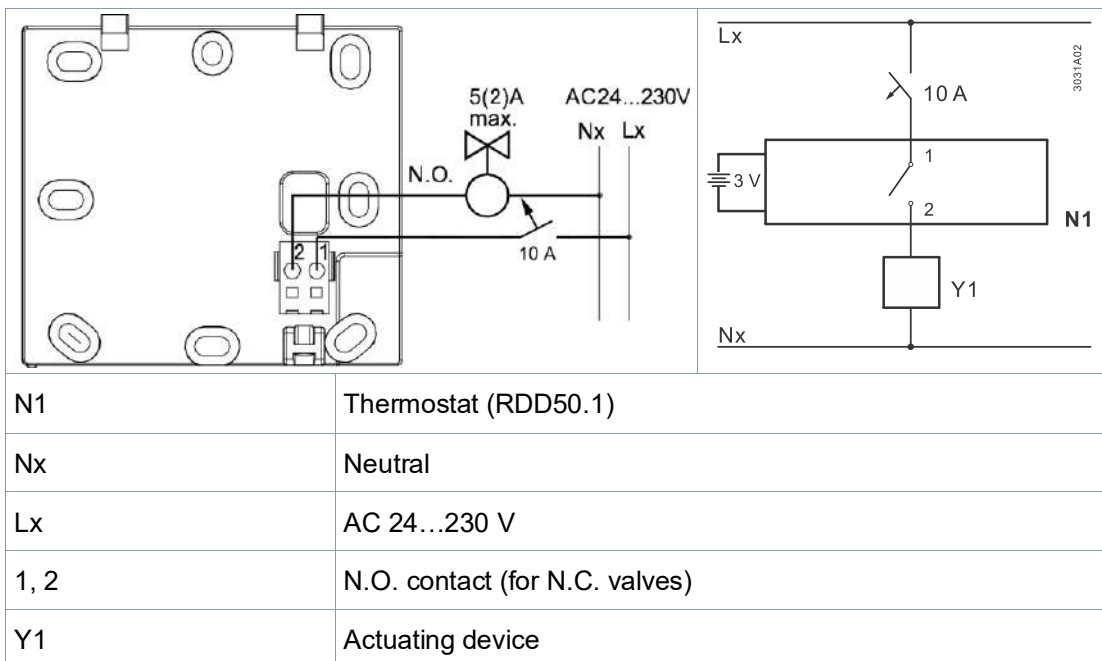 5(2)A
max.
AC24...230V
Nx Lx
N.O.
10 A
2 1
Lx
3031A02
10 A
1
3 V
2
N1
Y1
Nx
N1 Thermostat (RDD50.1)
Nx Neutral
Lx AC 24…230 V
1, 2 N.O. contact (for N.C. valves)
Y1 Actuating device